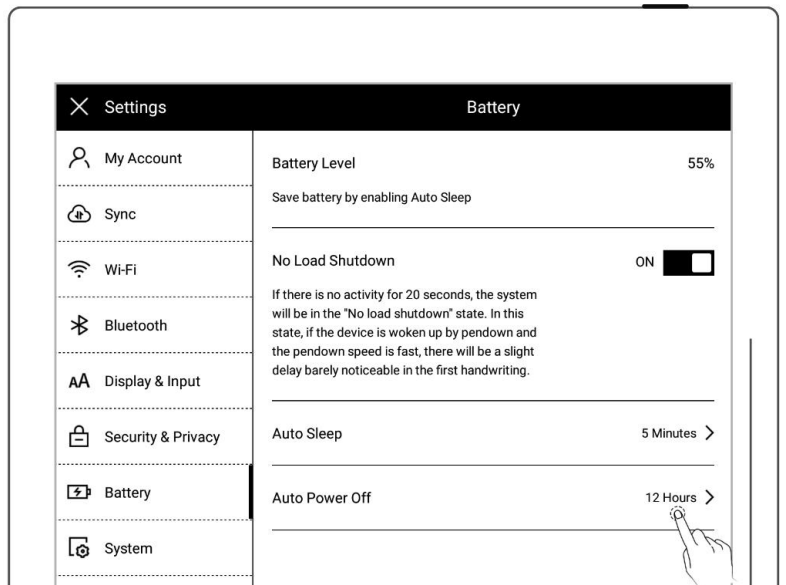 Settings
Battery
My Account
Sync
Wi-Fi
Bluetooth
AA Display & Input
Security & Privacy
Battery
System
Battery Level 55%
Save battery by enabling Auto Sleep
No Load Shutdown ON
If there is no activity for 20 seconds, the system
will be in the "No load shutdown" state. In this
state, if the device is woken up by pendown and
the pendown speed is fast, there will be a slight
delay barely noticeable in the first handwriting.
Auto Sleep 5 Minutes
Auto Power Off 12 Hours